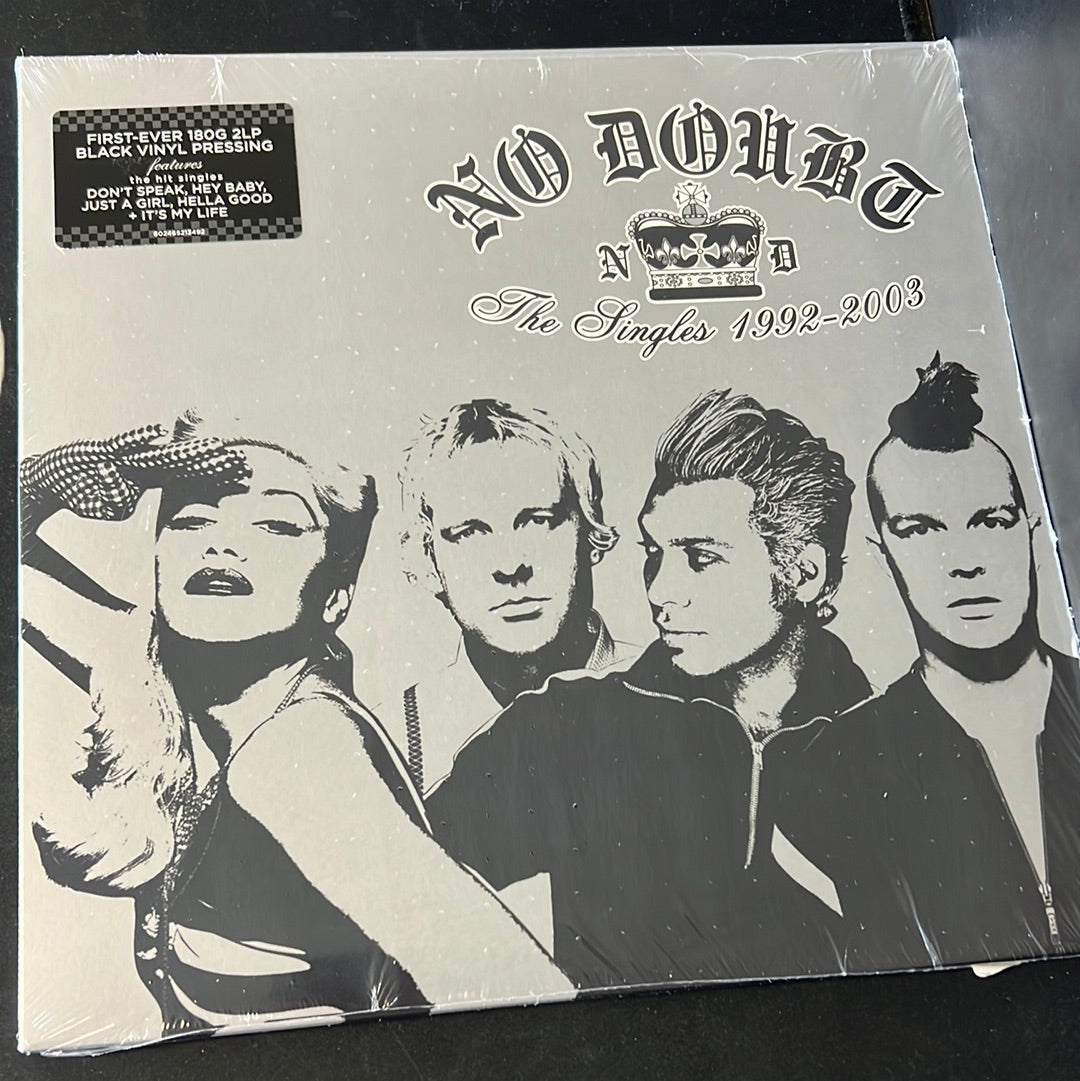 FIRST-EVER 180G 2LP
BLACK VINYL PRESSING
features
the hit singles
DON'T SPEAK, HEY BABY,
JUST A GIRL, HELLA GOOD
+ IT'S MY LIFE
602465213492
NO DOUBT
N D
The Singles 1992-2003